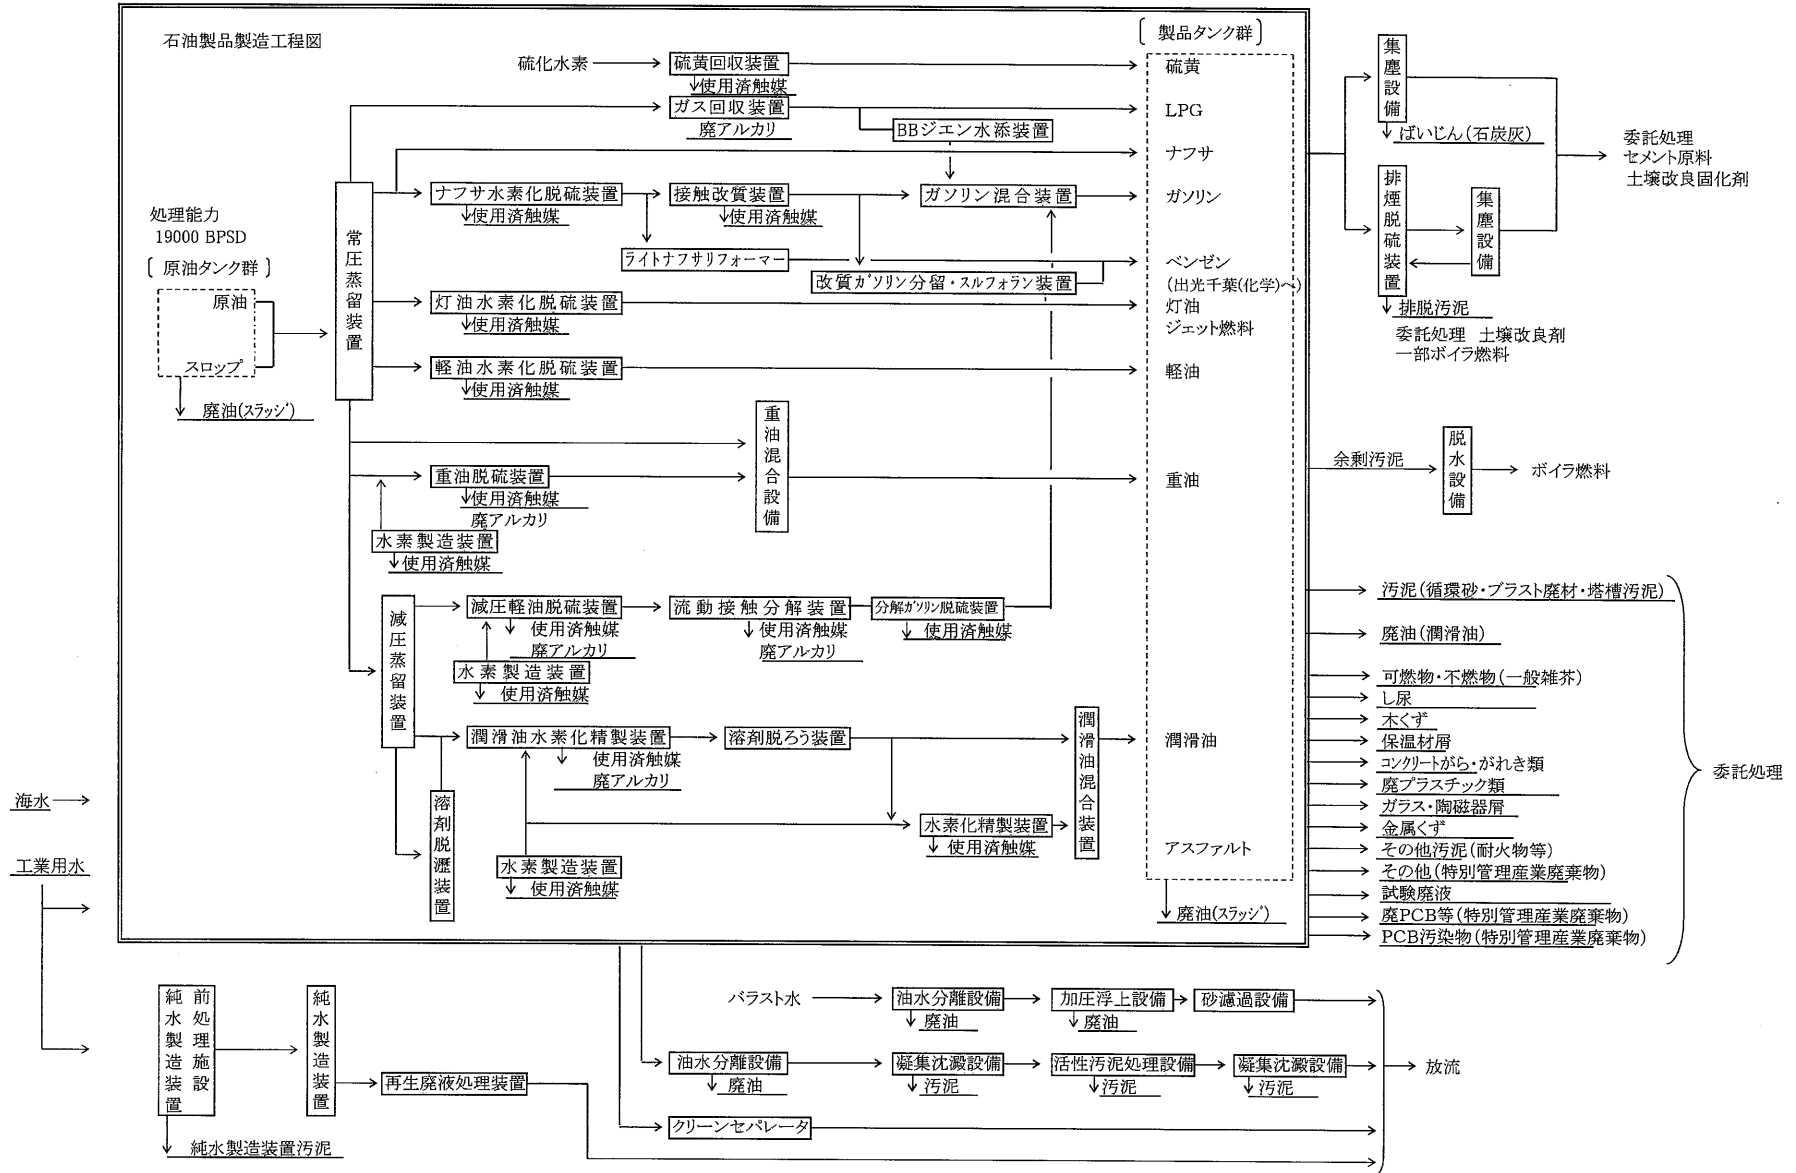 石油製品製造工程図
〔 製品タンク群 〕
硫化水素
硫黄回収装置
使用済触媒
硫黄
ガス回収装置
廃アルカリ
LPG
BBジエン水添装置
ナフサ
ナフサ水素化脱硫装置
使用済触媒
接触改質装置
使用済触媒
ガソリン混合装置
ガソリン
処理能力
19000 BPSD
〔 原油タンク群 〕
原油
スロップ
廃油(スラッジ)
常圧蒸留装置
ライトナフサリフォーマー
改質ガソリン分留・スルフォラン装置
ベンゼン
(出光千葉(化学)へ)
灯油水素化脱硫装置
使用済触媒
灯油
ジェット燃料
軽油水素化脱硫装置
使用済触媒
軽油
重油混合設備
重油脱硫装置
使用済触媒
廃アルカリ
重油
水素製造装置
使用済触媒
減圧蒸留装置
減圧軽油脱硫装置
使用済触媒
廃アルカリ
流動接触分解装置
使用済触媒
廃アルカリ
分解ガソリン脱硫装置
使用済触媒
水素製造装置
使用済触媒
潤滑油水素化精製装置
使用済触媒
廃アルカリ
溶剤脱ろう装置
潤滑油混合装置
潤滑油
溶剤脱瀝装置
水素化精製装置
使用済触媒
水素製造装置
使用済触媒
アスファルト
廃油(スラッジ)
集塵設備
ばいじん(石炭灰)
委託処理
セメント原料
土壌改良固化剤
排煙脱硫装置
集塵設備
排脱汚泥
委託処理　土壌改良剤
一部ボイラ燃料
余剰汚泥
脱水設備
ボイラ燃料
汚泥(循環砂・ブラスト廃材・塔槽汚泥)
廃油(潤滑油)
可燃物・不燃物(一般雑芥)
し尿
木くず
保温材屑
コンクリートがら・がれき類
廃プラスチック類
ガラス・陶磁器屑
金属くず
その他汚泥(耐火物等)
その他(特別管理産業廃棄物)
試験廃液
廃PCB等(特別管理産業廃棄物)
PCB汚染物(特別管理産業廃棄物)
委託処理
海水
工業用水
純水製造装置
前処理施設
純水製造装置汚泥
純水製造装置
再生廃液処理装置
バラスト水
油水分離設備
廃油
加圧浮上設備
廃油
砂濾過設備
油水分離設備
廃油
凝集沈澱設備
汚泥
活性汚泥処理設備
汚泥
凝集沈澱設備
汚泥
放流
クリーンセパレータ